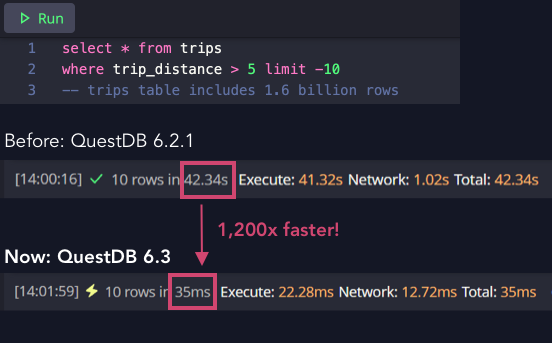 Run
1 select * from trips
2 where trip_distance > 5 limit -10
3 -- trips table includes 1.6 billion rows
Before: QuestDB 6.2.1
[14:00:16] ✓ 10 rows in 42.34s Execute: 41.32s Network: 1.02s Total: 42.34s
1,200x faster!
Now: QuestDB 6.3
[14:01:59] ⚡ 10 rows in 35ms Execute: 22.28ms Network: 12.72ms Total: 35ms